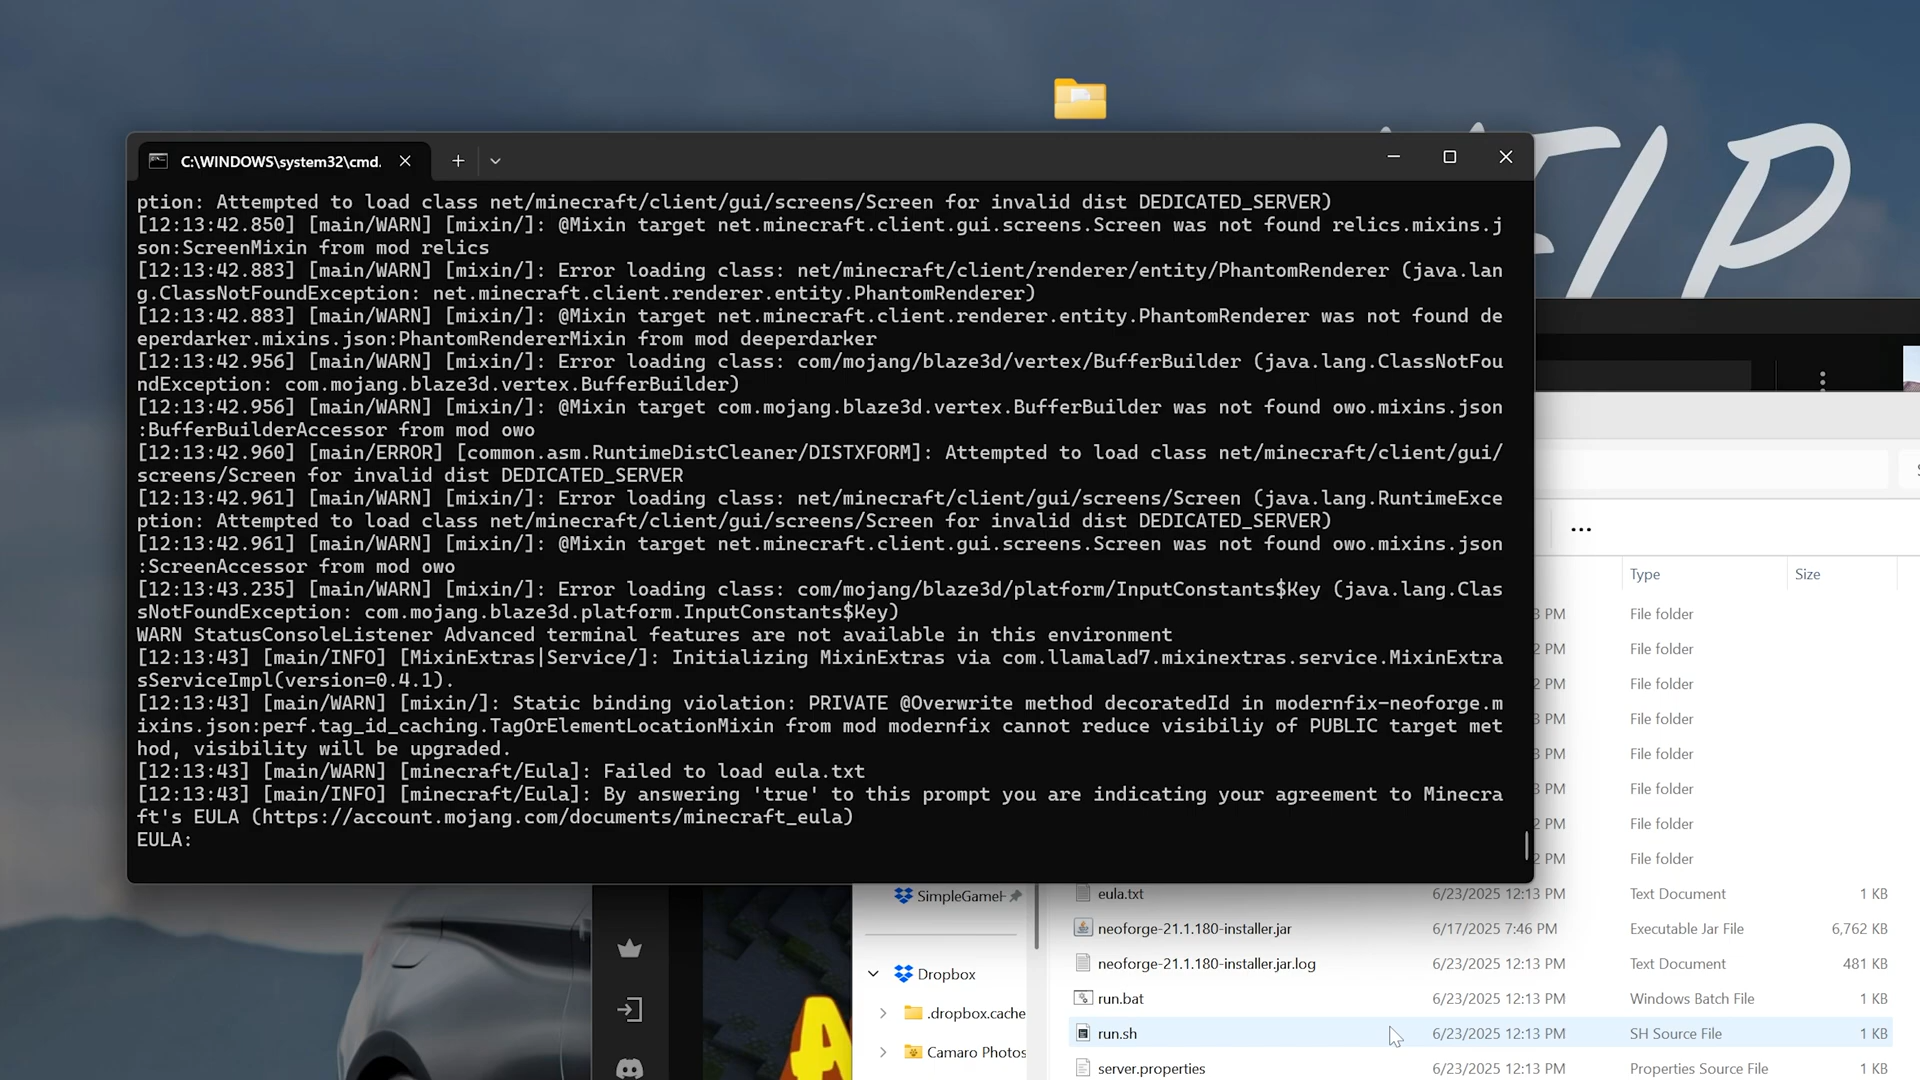 C:\WINDOWS\system32\cmd.
ption: Attempted to load class net/minecraft/client/gui/screens/Screen for invalid dist DEDICATED_SERVER)
[12:13:42.850] [main/WARN] [mixin/]: @Mixin target net.minecraft.client.gui.screens.Screen was not found relics.mixins.j
son:ScreenMixin from mod relics
[12:13:42.883] [main/WARN] [mixin/]: Error loading class: net/minecraft/client/renderer/entity/PhantomRenderer (java.lan
g.ClassNotFoundException: net.minecraft.client.renderer.entity.PhantomRenderer)
[12:13:42.883] [main/WARN] [mixin/]: @Mixin target net.minecraft.client.renderer.entity.PhantomRenderer was not found de
eperdarker.mixins.json:PhantomRendererMixin from mod deeperdarker
[12:13:42.956] [main/WARN] [mixin/]: Error loading class: com/mojang/blaze3d/vertex/BufferBuilder (java.lang.ClassNotFou
ndException: com.mojang.blaze3d.vertex.BufferBuilder)
[12:13:42.956] [main/WARN] [mixin/]: @Mixin target com.mojang.blaze3d.vertex.BufferBuilder was not found owo.mixins.json
:BufferBuilderAccessor from mod owo
[12:13:42.960] [main/ERROR] [common.asm.RuntimeDistCleaner/DISTXFORM]: Attempted to load class net/minecraft/client/gui/
screens/Screen for invalid dist DEDICATED_SERVER
[12:13:42.961] [main/WARN] [mixin/]: Error loading class: net/minecraft/client/gui/screens/Screen (java.lang.RuntimeExce
ption: Attempted to load class net/minecraft/client/gui/screens/Screen for invalid dist DEDICATED_SERVER)
[12:13:42.961] [main/WARN] [mixin/]: @Mixin target net.minecraft.client.gui.screens.Screen was not found owo.mixins.json
:ScreenAccessor from mod owo
[12:13:43.235] [main/WARN] [mixin/]: Error loading class: com/mojang/blaze3d/platform/InputConstants$Key (java.lang.Clas
sNotFoundException: com.mojang.blaze3d.platform.InputConstants$Key)
WARN StatusConsoleListener Advanced terminal features are not available in this environment
[12:13:43] [main/INFO] [MixinExtras|Service/]: Initializing MixinExtras via com.llamalad7.mixinextras.service.MixinExtra
sServiceImpl(version=0.4.1).
[12:13:43] [main/WARN] [mixin/]: Static binding violation: PRIVATE @Overwrite method decoratedId in modernfix-neoforge.m
ixins.json:perf.tag_id_caching.TagOrElementLocationMixin from mod modernfix cannot reduce visibiliy of PUBLIC target met
hod, visibility will be upgraded.
[12:13:43] [main/WARN] [minecraft/Eula]: Failed to load eula.txt
[12:13:43] [main/INFO] [minecraft/Eula]: By answering 'true' to this prompt you are indicating your agreement to Minecra
ft's EULA (https://account.mojang.com/documents/minecraft_eula)
EULA:
Type Size
3 PM File folder
2 PM File folder
2 PM File folder
3 PM File folder
3 PM File folder
3 PM File folder
2 PM File folder
2 PM File folder
eula.txt 6/23/2025 12:13 PM Text Document 1 KB
neoforge-21.1.180-installer.jar 6/17/2025 7:46 PM Executable Jar File 6,762 KB
neoforge-21.1.180-installer.jar.log 6/23/2025 12:13 PM Text Document 481 KB
run.bat 6/23/2025 12:13 PM Windows Batch File 1 KB
run.sh 6/23/2025 12:13 PM SH Source File 1 KB
server.properties 6/23/2025 12:13 PM Properties Source File 1 KB
SimpleGameH
Dropbox
.dropbox.cache
Camaro Photos
A